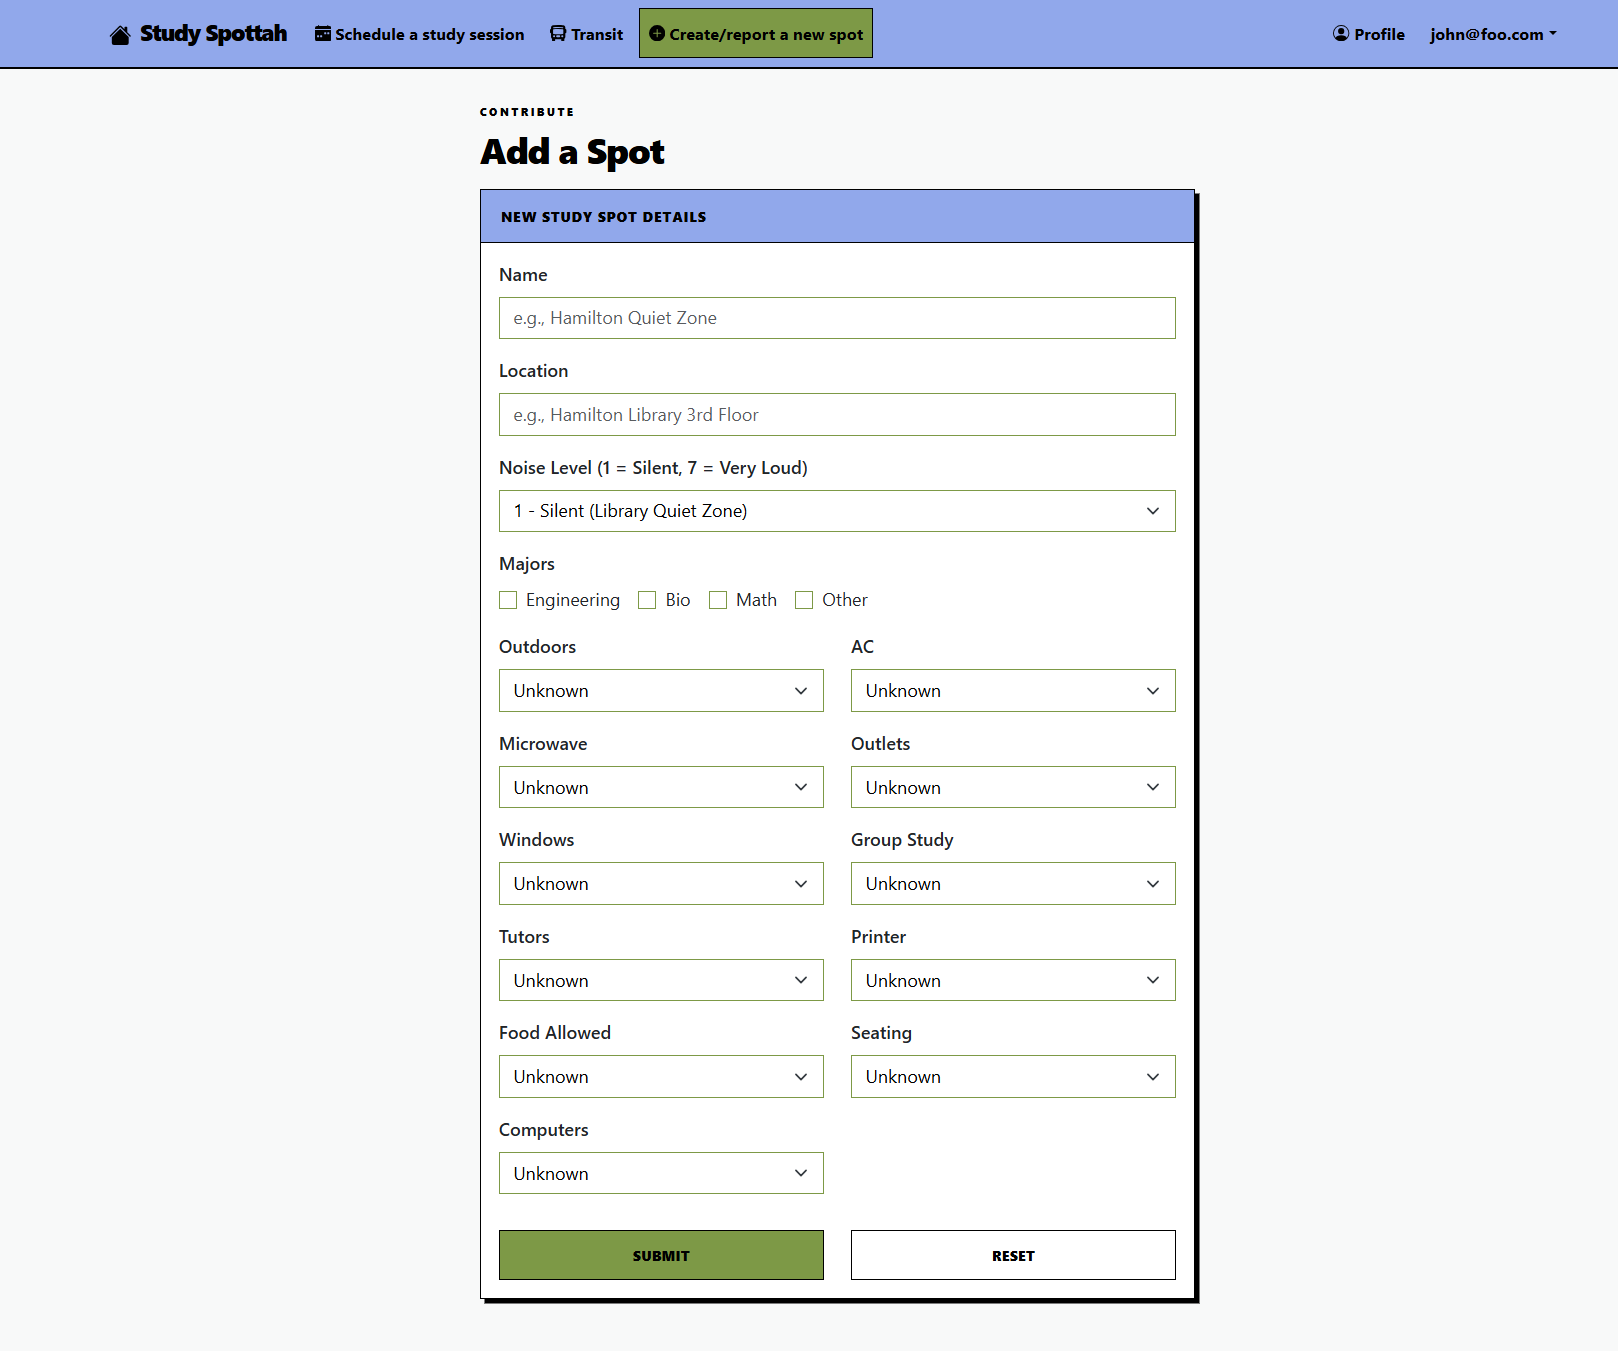 Study Spottah Schedule a study session Transit Create/report a new spot Profile john@foo.com
CONTRIBUTE
Add a Spot
NEW STUDY SPOT DETAILS
Name
e.g., Hamilton Quiet Zone
Location
e.g., Hamilton Library 3rd Floor
Noise Level (1 = Silent, 7 = Very Loud)
1 - Silent (Library Quiet Zone)
Majors
Engineering Bio Math Other
Outdoors AC
Unknown Unknown
Microwave Outlets
Unknown Unknown
Windows Group Study
Unknown Unknown
Tutors Printer
Unknown Unknown
Food Allowed Seating
Unknown Unknown
Computers
Unknown
SUBMIT RESET